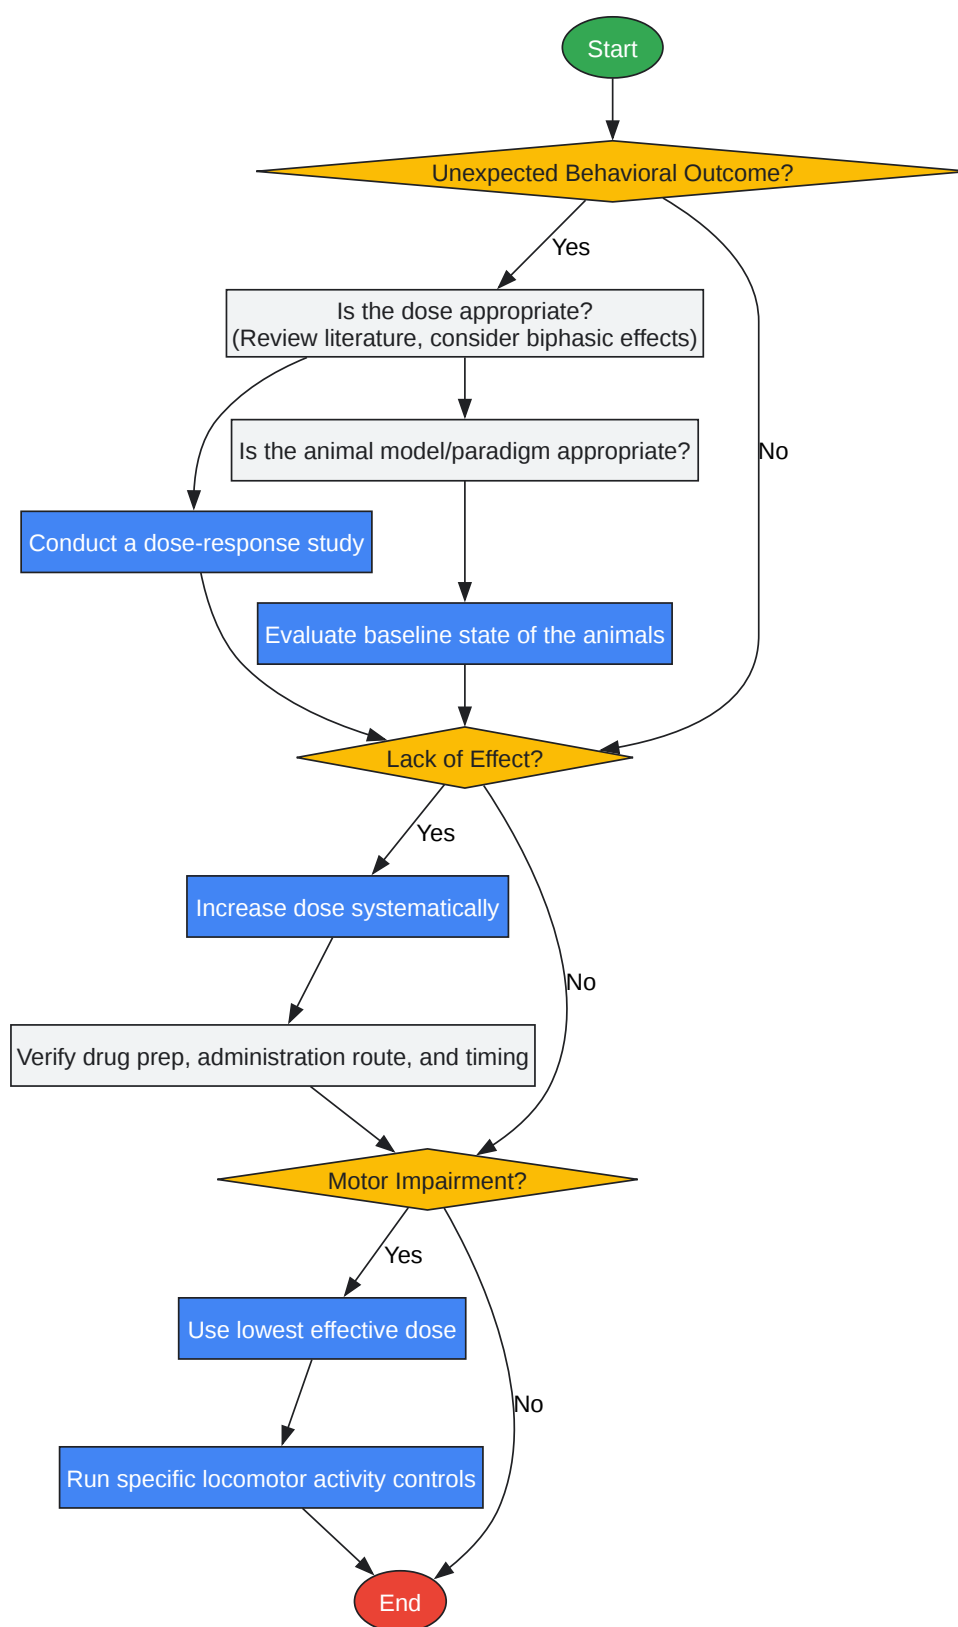 Start
Unexpected Behavioral Outcome?
Yes
Is the dose appropriate?
(Review literature, consider biphasic effects)
No
Is the animal model/paradigm appropriate?
Conduct a dose-response study
Evaluate baseline state of the animals
Lack of Effect?
Yes
Increase dose systematically
No
Verify drug prep, administration route, and timing
Motor Impairment?
Yes
Use lowest effective dose
No
Run specific locomotor activity controls
End